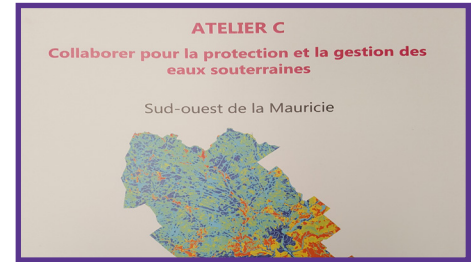 ATELIER C
Collaborer pour la protection et la gestion des
eaux souterraines
Sud-ouest de la Mauricie